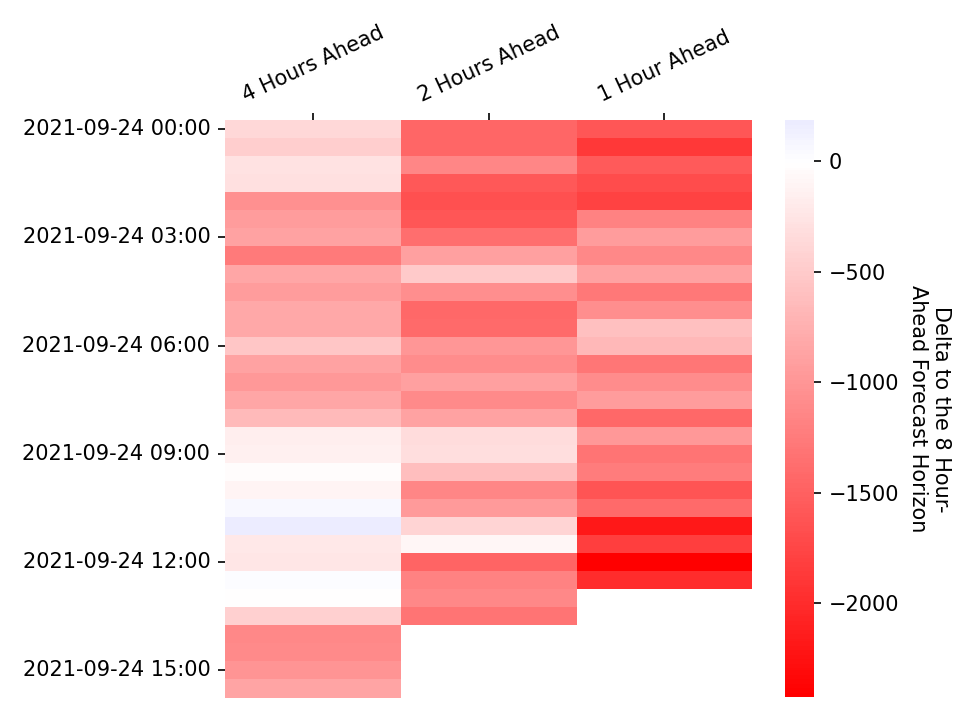 4 Hours Ahead
2 Hours Ahead
1 Hour Ahead
2021-09-24 00:00
2021-09-24 03:00
2021-09-24 06:00
2021-09-24 09:00
2021-09-24 12:00
2021-09-24 15:00
0
−500
−1000
−1500
−2000
Delta to the 8 Hour-
Ahead Forecast Horizon